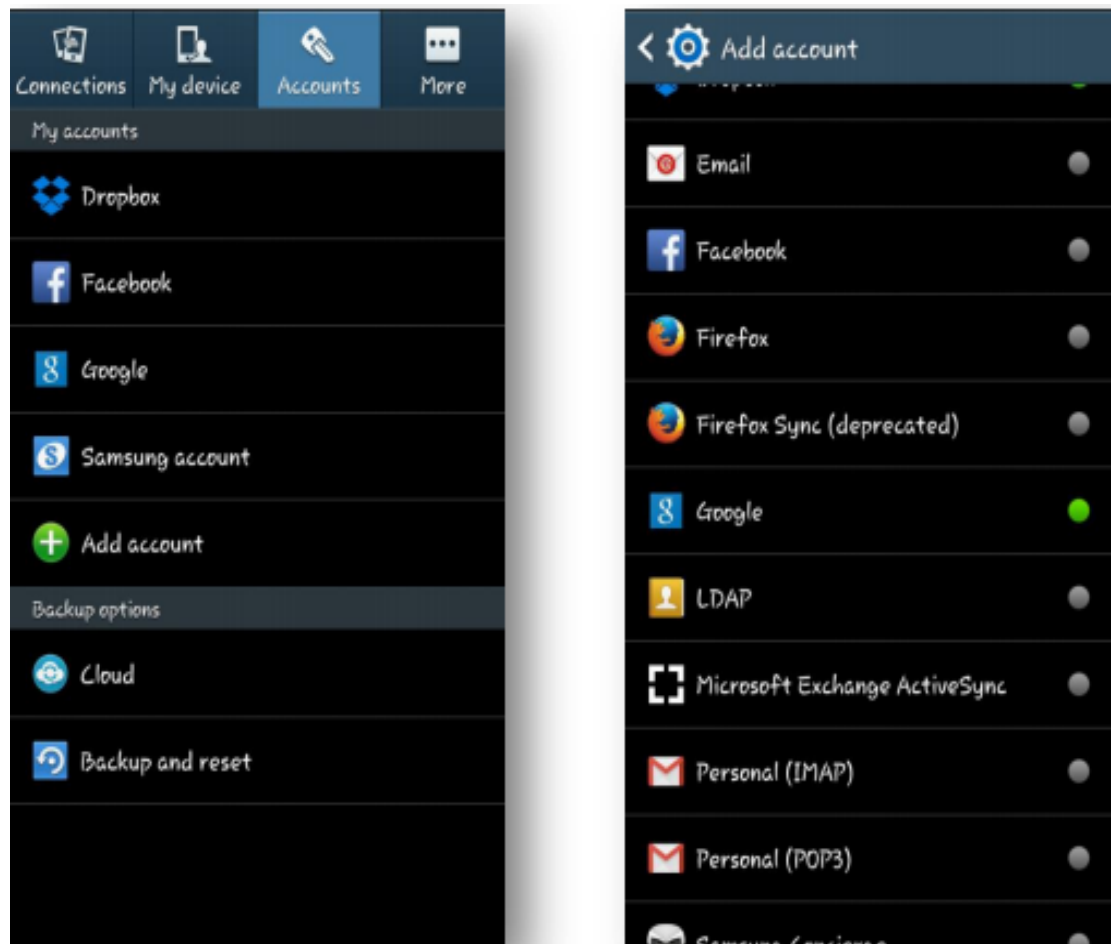 Connections My device Accounts More
My accounts
Dropbox
Facebook
Google
Samsung account
Add account
Backup options
Cloud
Backup and reset
Add account
Email
Facebook
Firefox
Firefox Sync (deprecated)
Google
LDAP
Microsoft Exchange ActiveSync
Personal (IMAP)
Personal (POP3)